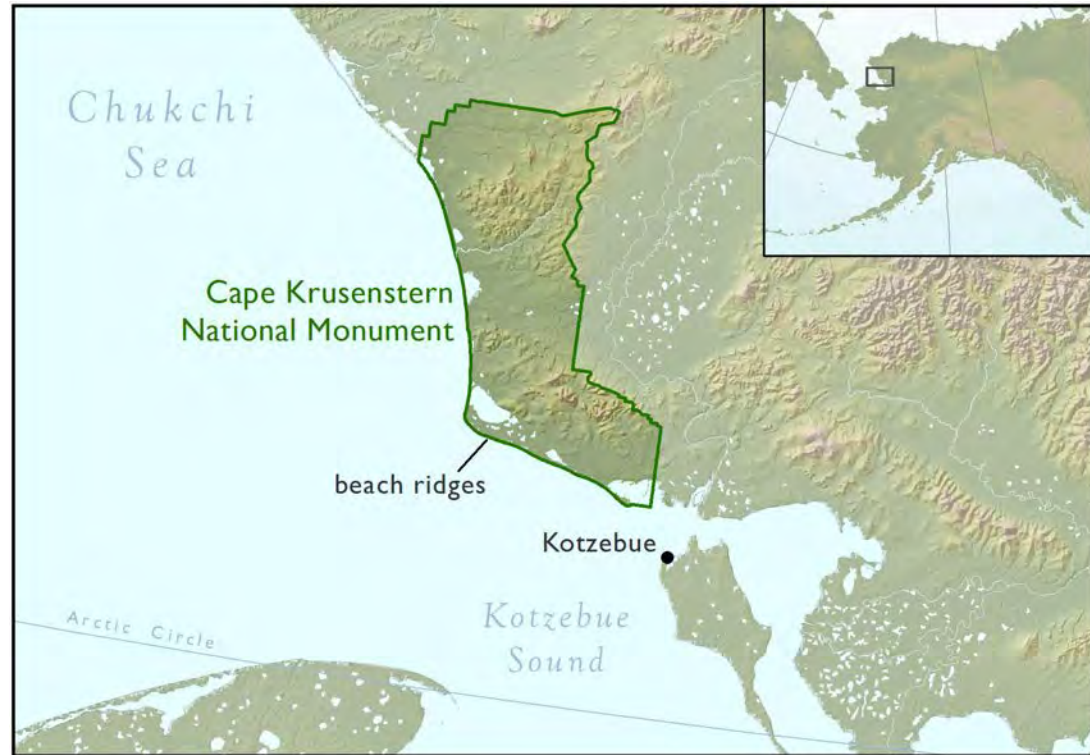 Chukchi
Sea
Cape Krusenstern
National Monument
beach ridges
Kotzebue
Kotzebue
Sound
Arctic Circle